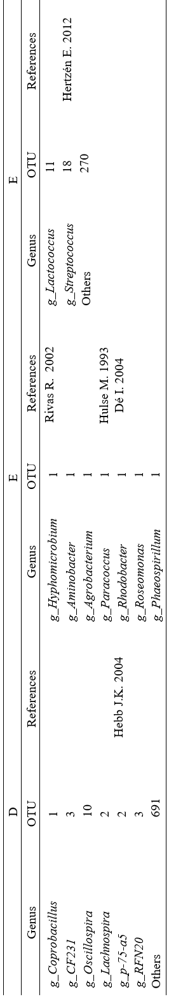 D E E
Genus OTU References Genus OTU References Genus OTU References
g_Coprobacillus 1 g_Hyphomicrobium 1 Rivas R. 2002 g_Lactococcus 11
g_CF231 3 g_Aminobacter 1 g_Streptococcus 18 Hertzén E. 2012
g_Oscillospira 10 g_Agrobacterium 1 Others 270
g_Lachnospira 2 g_Paracoccus 1 Hulse M. 1993
g_p-75-a5 2 Hebb J.K. 2004 g_Rhodobacter 1 Dé I. 2004
g_RFN20 3 g_Roseomonas 1
Others 691 g_Phaeospirillum 1